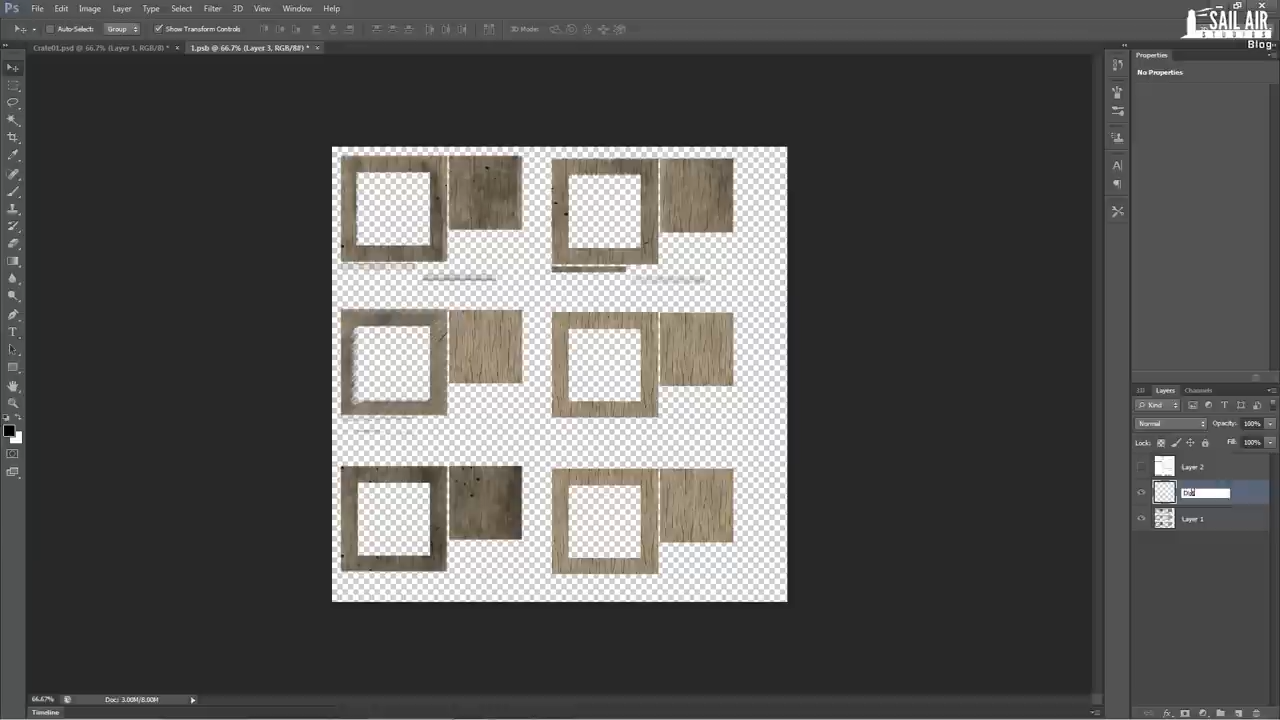 Ps File Edit Image Layer Type Select Filter 3D View Window Help
SAIL AIR
STUDIOS
Blog
Auto-Select: Group Show Transform Controls 3D Mode:
Crate01.psd @ 66.7% (Layer 1, RGB/8) * × 1.psb @ 66.7% (Layer 3, RGB/8#) * ×
Properties
No Properties
3D Layers Channels
Kind
Normal Opacity: 100%
Lock: Fill: 100%
Layer 2
Layer 1
66.67% Doc: 3.00M/8.00M
Timeline